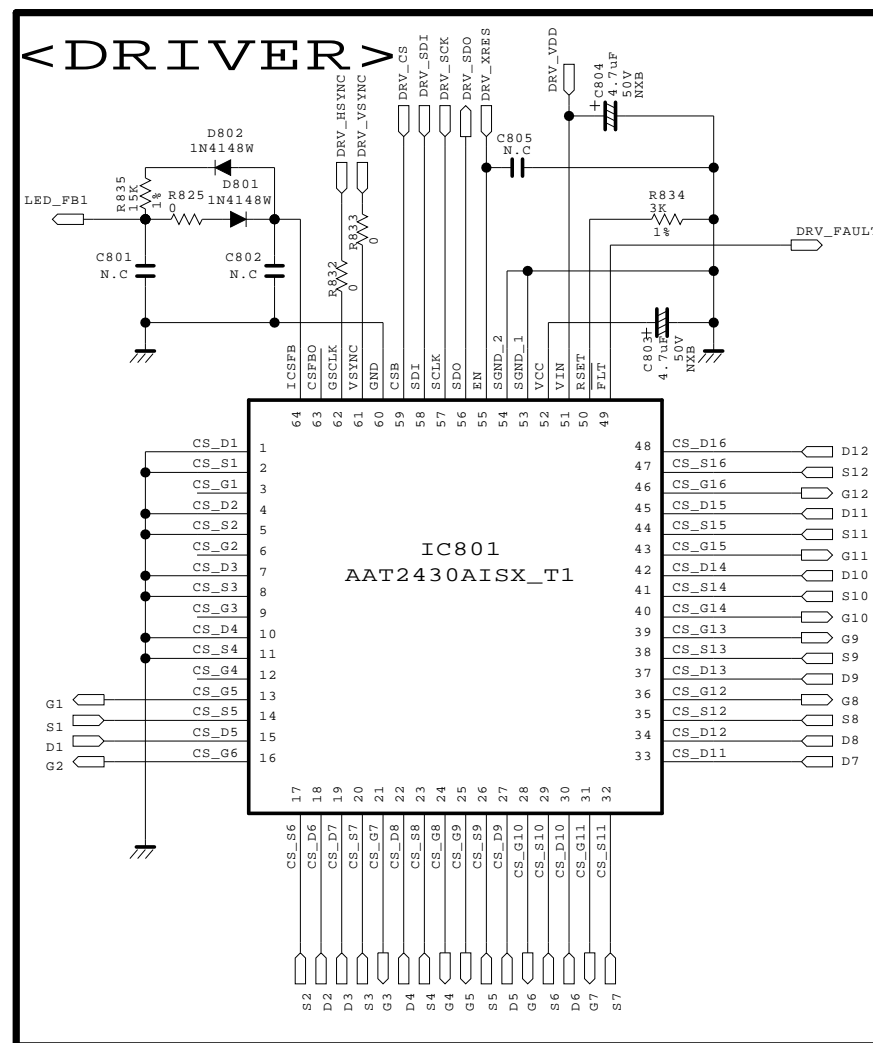 <DRIVER>
DRV_HSYNC
DRV_VSYNC
DRV_CS
DRV_SDI
DRV_SCK
DRV_SDO
DRV_XRES
DRV_VDD
C804
4.7uF
50V
NXB
+
D802
1N4148W
C805
N.C
R835
15K
1%
R825
0
D801
1N4148W
LED_FB1
R834
3K
1%
R833
0
DRV_FAULT
C801
N.C
C802
N.C
R832
0
C803
4.7uF
50V
NXB
+
ICSFB
CSFBO
GSCLK
VSYNC
GND
CSB
SDI
SCLK
SDO
EN
SGND_2
SGND_1
VCC
VIN
RSET
FLT
64
63
62
61
60
59
58
57
56
55
54
53
52
51
50
49
CS_D1 1
CS_S1 2
CS_G1 3
CS_D2 4
CS_S2 5
CS_G2 6
CS_D3 7
CS_S3 8
CS_G3 9
CS_D4 10
CS_S4 11
CS_G4 12
G1 CS_G5 13
S1 CS_S5 14
D1 CS_D5 15
G2 CS_G6 16
IC801
AAT2430AISX_T1
48 CS_D16 D12
47 CS_S16 S12
46 CS_G16 G12
45 CS_D15 D11
44 CS_S15 S11
43 CS_G15 G11
42 CS_D14 D10
41 CS_S14 S10
40 CS_G14 G10
39 CS_G13 G9
38 CS_S13 S9
37 CS_D13 D9
36 CS_G12 G8
35 CS_S12 S8
34 CS_D12 D8
33 CS_D11 D7
17
18
19
20
21
22
23
24
25
26
27
28
29
30
31
32
CS_S6
CS_D6
CS_D7
CS_S7
CS_G7
CS_D8
CS_S8
CS_G8
CS_G9
CS_S9
CS_D9
CS_G10
CS_S10
CS_D10
CS_G11
CS_S11
S2
D2
D3
S3
G3
D4
S4
G4
G5
S5
D5
G6
S6
D6
G7
S7